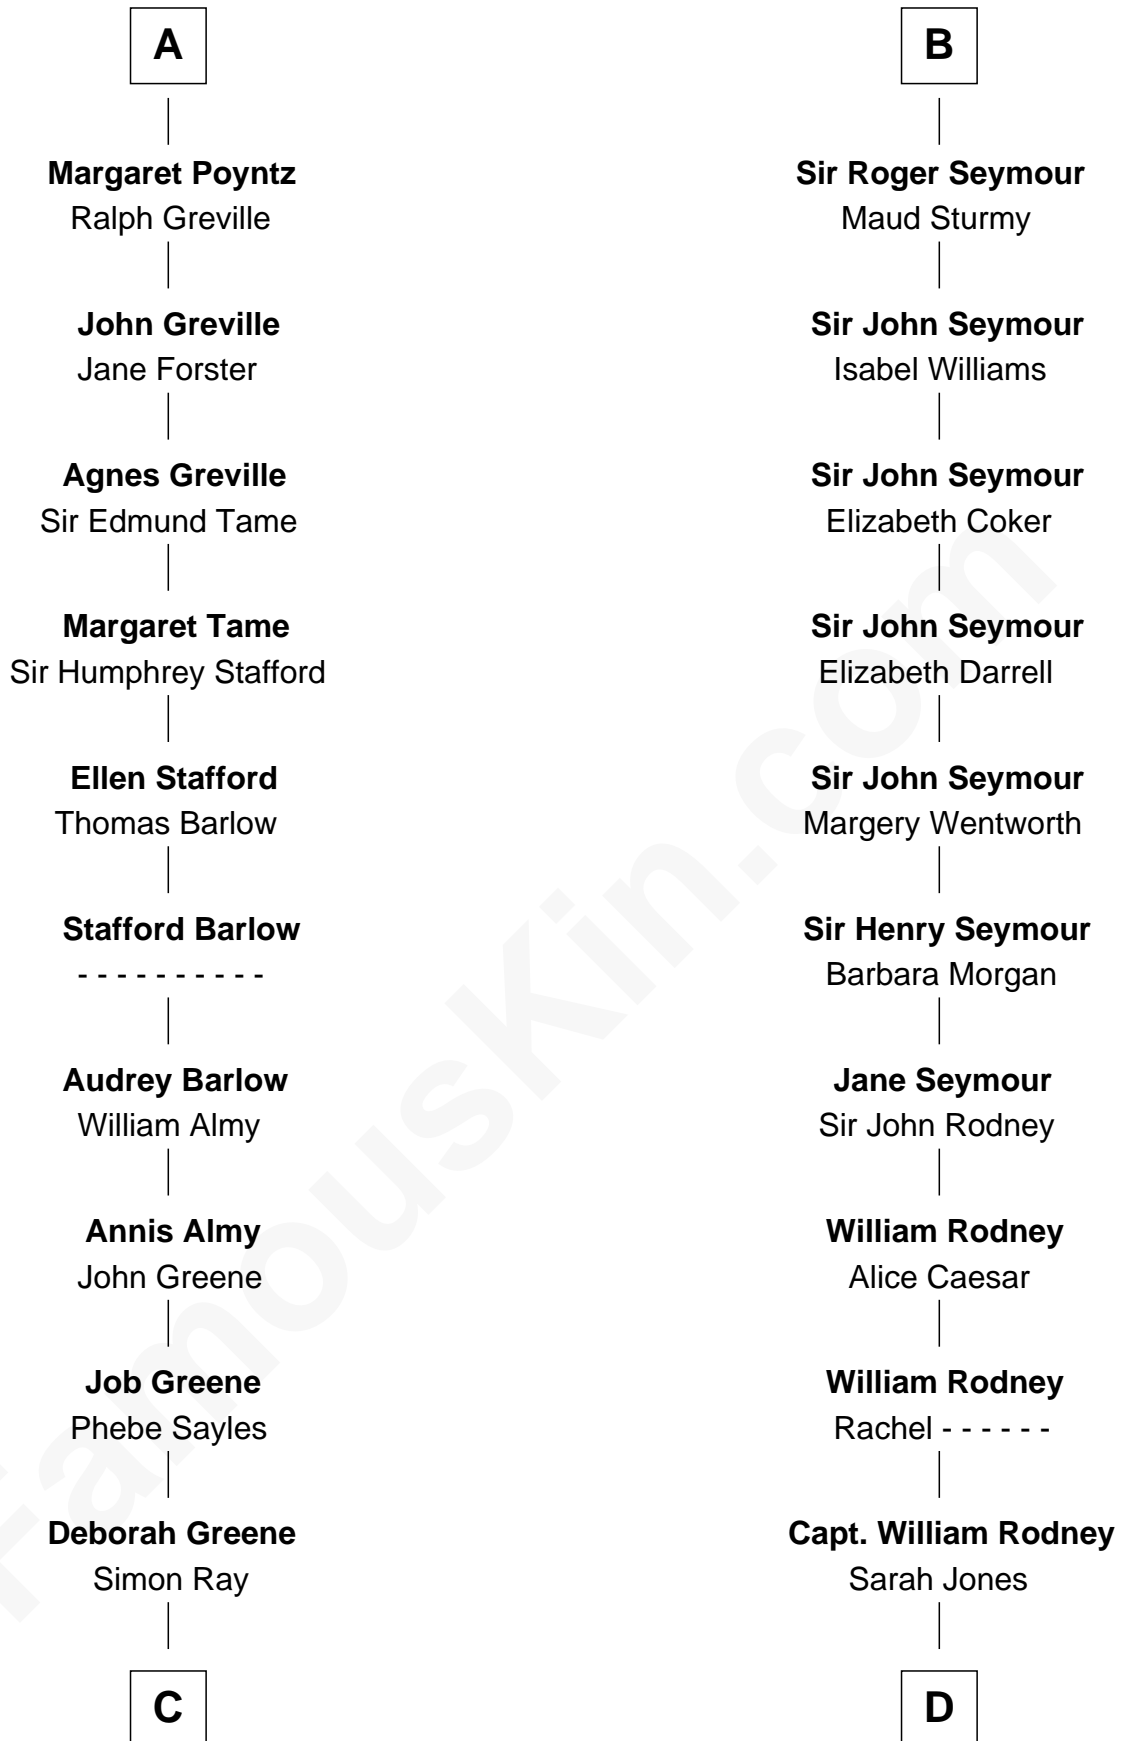 A
Margaret Poyntz
Ralph Greville
John Greville
Jane Forster
Agnes Greville
Sir Edmund Tame
Margaret Tame
Sir Humphrey Stafford
Ellen Stafford
Thomas Barlow
Stafford Barlow
- - - - - - - - - -
Audrey Barlow
William Almy
Annis Almy
John Greene
Job Greene
Phebe Sayles
Deborah Greene
Simon Ray
C
B
Sir Roger Seymour
Maud Sturmy
Sir John Seymour
Isabel Williams
Sir John Seymour
Elizabeth Coker
Sir John Seymour
Elizabeth Darrell
Sir John Seymour
Margery Wentworth
Sir Henry Seymour
Barbara Morgan
Jane Seymour
Sir John Rodney
William Rodney
Alice Caesar
William Rodney
Rachel - - - - - -
Capt. William Rodney
Sarah Jones
D
FamousKin.com